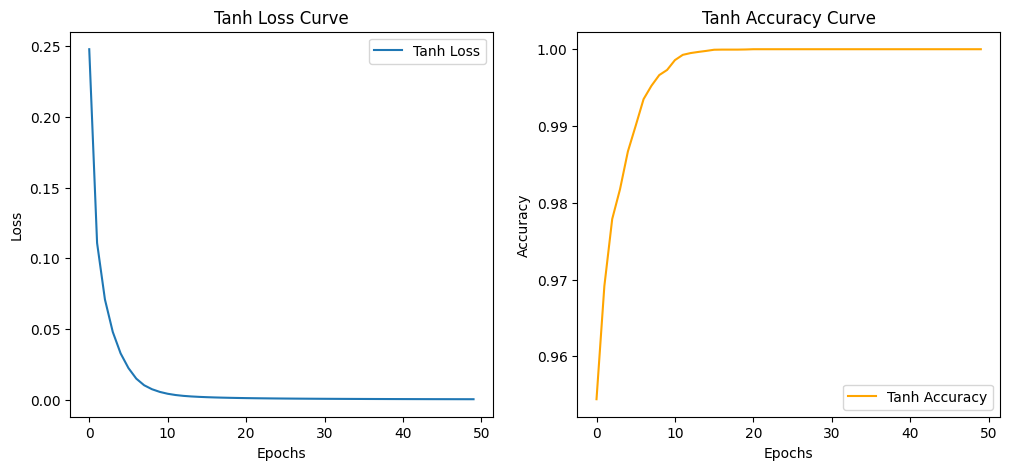 Tanh Loss Curve
Tanh Loss
0.25
0.20
0.15
0.10
0.05
0.00
Loss
0 10 20 30 40 50
Epochs
Tanh Accuracy Curve
1.00
0.99
0.98
0.97
0.96
Accuracy
Tanh Accuracy
0 10 20 30 40 50
Epochs